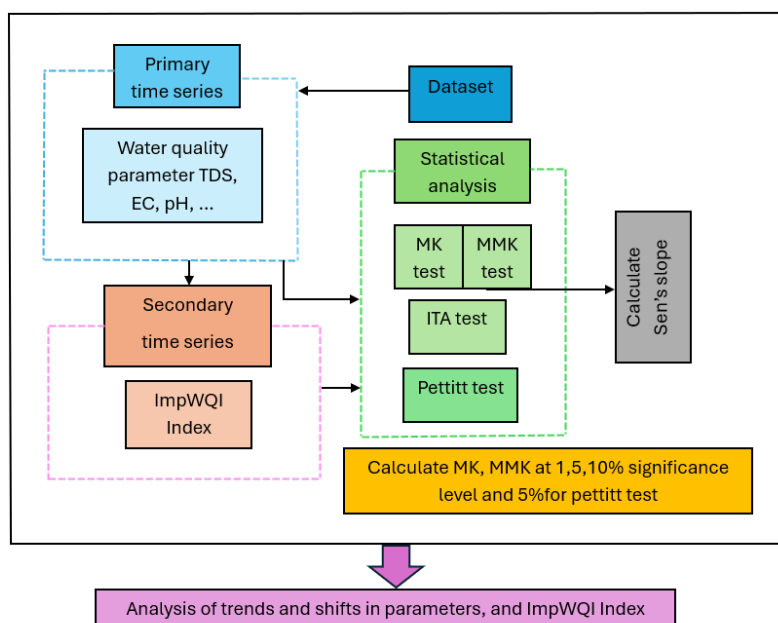 Primary
time series
Dataset
Water quality
parameter TDS,
EC, pH, ...
Statistical
analysis
MK
test
MMK
test
Calculate
Sen's slope
Secondary
time series
ITA test
ImpWQI
Index
Pettitt test
Calculate MK, MMK at 1,5,10% significance
level and 5%for pettitt test
Analysis of trends and shifts in parameters, and ImpWQI Index